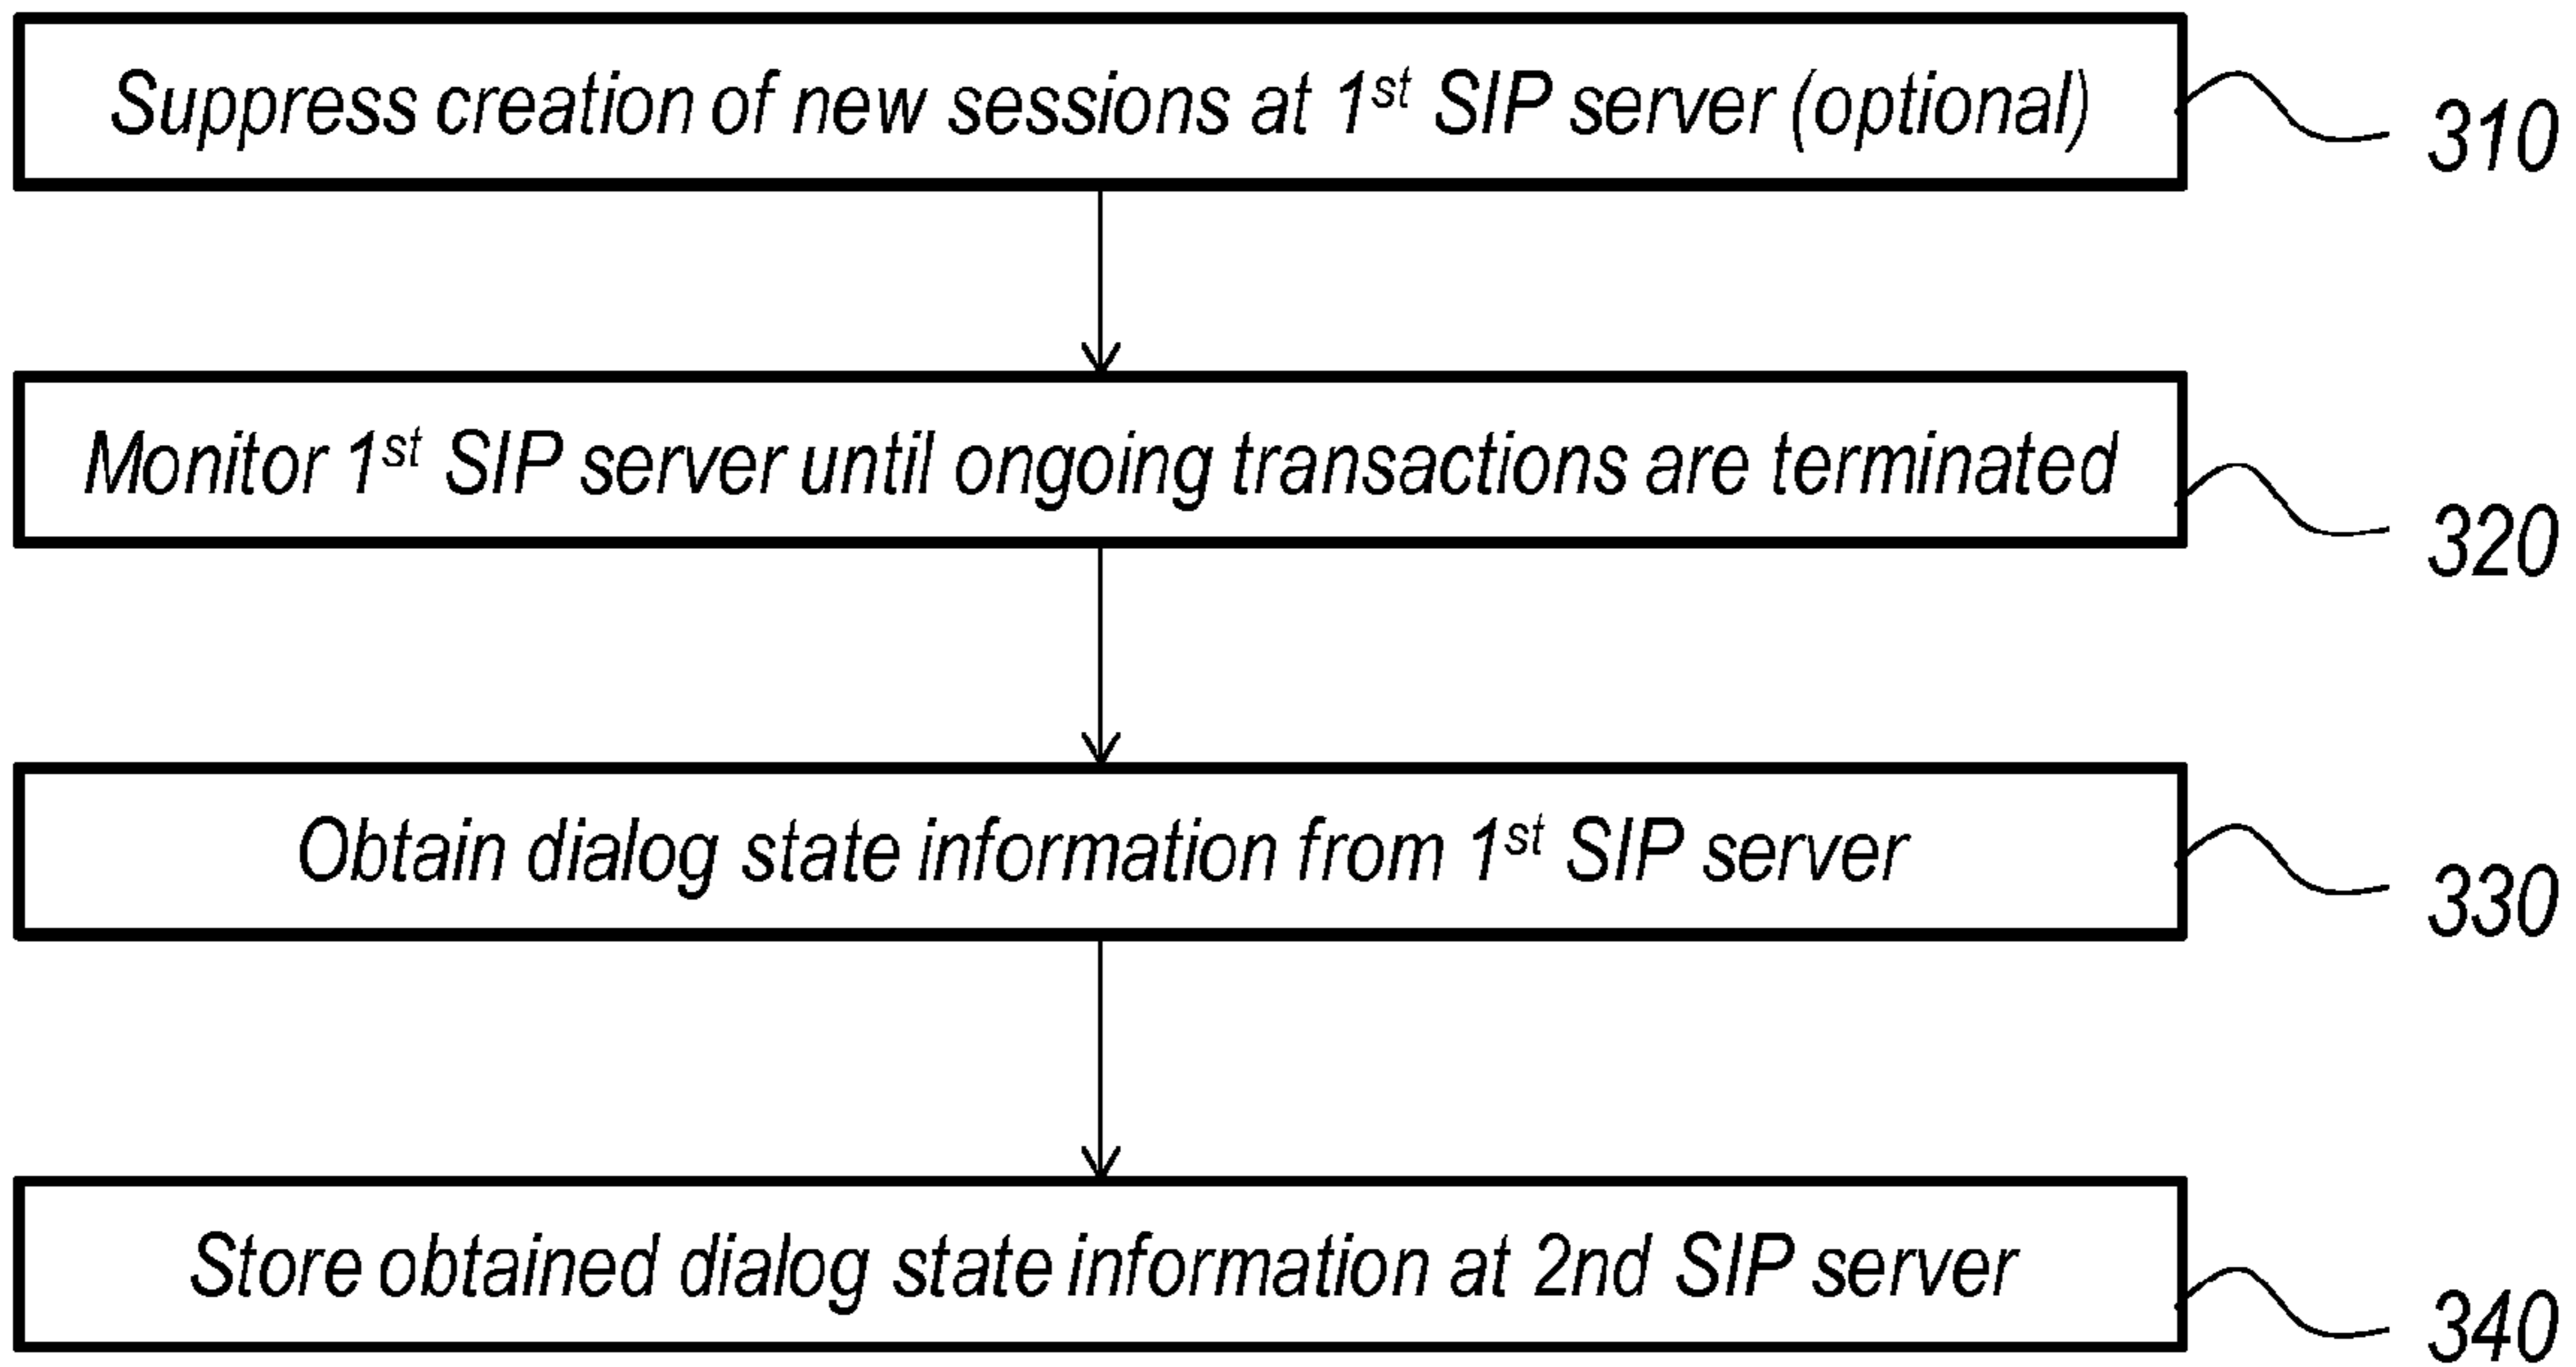 Suppress creation of new sessions at 1st SIP server (optional)
310
Monitor 1st SIP server until ongoing transactions are terminated
320
Obtain dialog state information from 1st SIP server
330
Store obtained dialog state information at 2nd SIP server
340